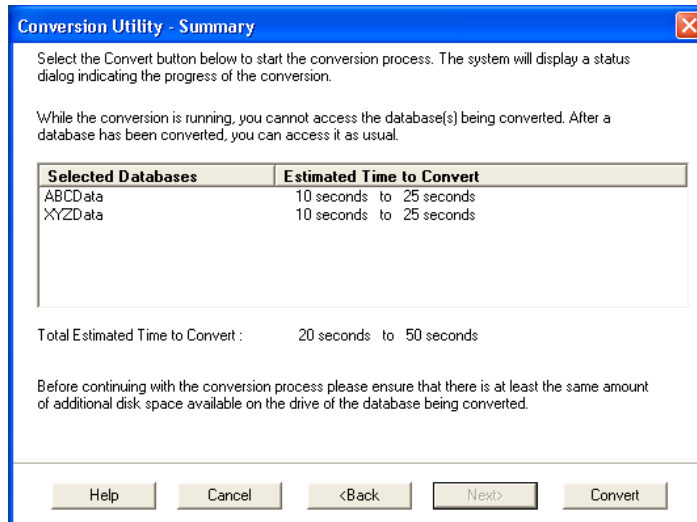 Conversion Utility - Summary
Select the Convert button below to start the conversion process. The system will display a status
dialog indicating the progress of the conversion.
While the conversion is running, you cannot access the database(s) being converted. After a
database has been converted, you can access it as usual.
Selected Databases Estimated Time to Convert
ABCData 10 seconds to 25 seconds
XYZData 10 seconds to 25 seconds
Total Estimated Time to Convert : 20 seconds to 50 seconds
Before continuing with the conversion process please ensure that there is at least the same amount
of additional disk space available on the drive of the database being converted.
Help Cancel <Back Next> Convert